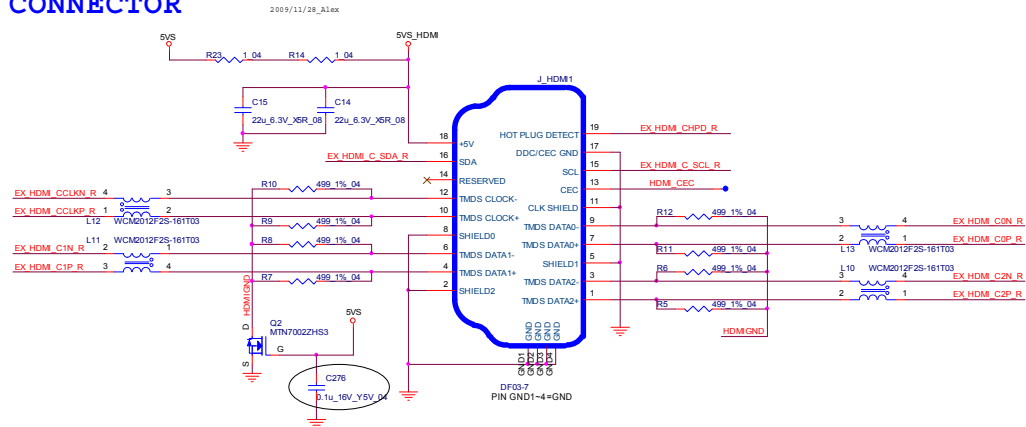 CONNECTOR
2009/11/28_Alex
5VS
5VS_HDMI
R23 1_04 R14 1_04
J_HDMI1
C15
22u_6.3V_X5R_08
C14
22u_6.3V_X5R_08
18 +5V
16 SDA
14 RESERVED
12 TMDS CLOCK-
10 TMDS CLOCK+
8 SHIELD0
6 TMDS DATA1-
4 TMDS DATA1+
2 SHIELD2
HOT PLUG DETECT 19
DDC/CEC GND 17
SCL 15
CEC 13
CLK SHIELD 11
TMDS DATA0- 9
TMDS DATA0+ 7
SHIELD1 5
TMDS DATA2- 3
TMDS DATA2+ 1
EX_HDMI_CHPD_R
EX_HDMI_C_SDA_R
EX_HDMI_C_SCL_R
HDMI_CEC
EX_HDMI_CCLKN_R 4 3
EX_HDMI_CCLKP_R 1 2
L12 WCM2012F2S-161T03
L11 WCM2012F2S-161T03
EX_HDMI_C1N_R 2 1
EX_HDMI_C1P_R 3 4
R10 499_1%_04
R9 499_1%_04
R8 499_1%_04
R7 499_1%_04
R12 499_1%_04
R11 499_1%_04
R6 499_1%_04
R5 499_1%_04
3 4 EX_HDMI_C0N_R
2 1 EX_HDMI_C0P_R
L13 WCM2012F2S-161T03
L10 WCM2012F2S-161T03
3 4 EX_HDMI_C2N_R
2 1 EX_HDMI_C2P_R
HDMIGND
HDMIGND
Q2
MTN7002ZHS3
D
G
S
5VS
C276
0.1u_16V_Y5V_04
GND
GND
GND
GND
GND1
GND2
GND3
GND4
DF03-7
PIN GND1~4=GND